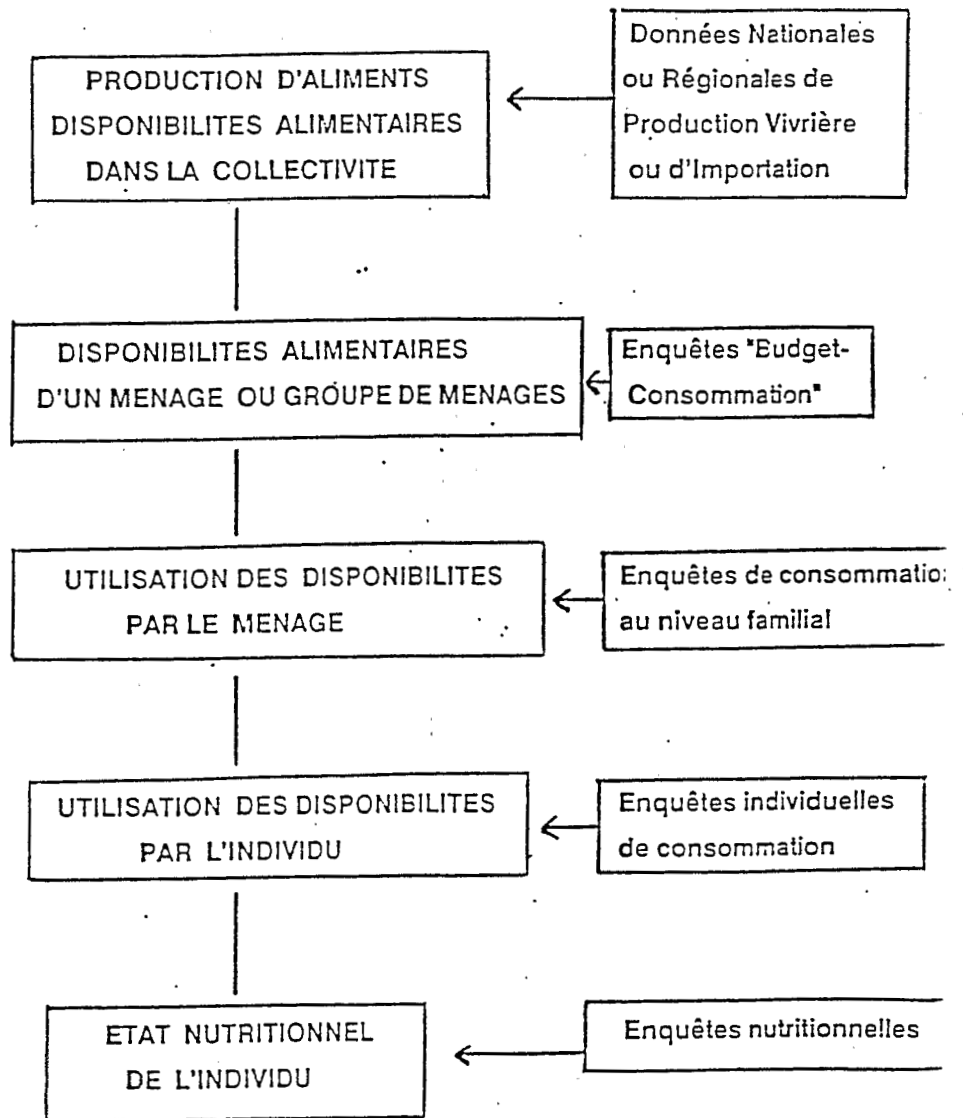 PRODUCTION D'ALIMENTS
DISPONIBILITES ALIMENTAIRES
DANS LA COLLECTIVITE
Données Nationales
ou Régionales de
Production Vivrière
ou d'Importation
DISPONIBILITES ALIMENTAIRES
D'UN MENAGE OU GROUPE DE MENAGES
Enquêtes "Budget-
Consommation"
UTILISATION DES DISPONIBILITES
PAR LE MENAGE
Enquêtes de consommatio
au niveau familial
UTILISATION DES DISPONIBILITES
PAR L'INDIVIDU
Enquêtes individuelles
de consommation
ETAT NUTRITIONNEL
DE L'INDIVIDU
Enquêtes nutritionnelles